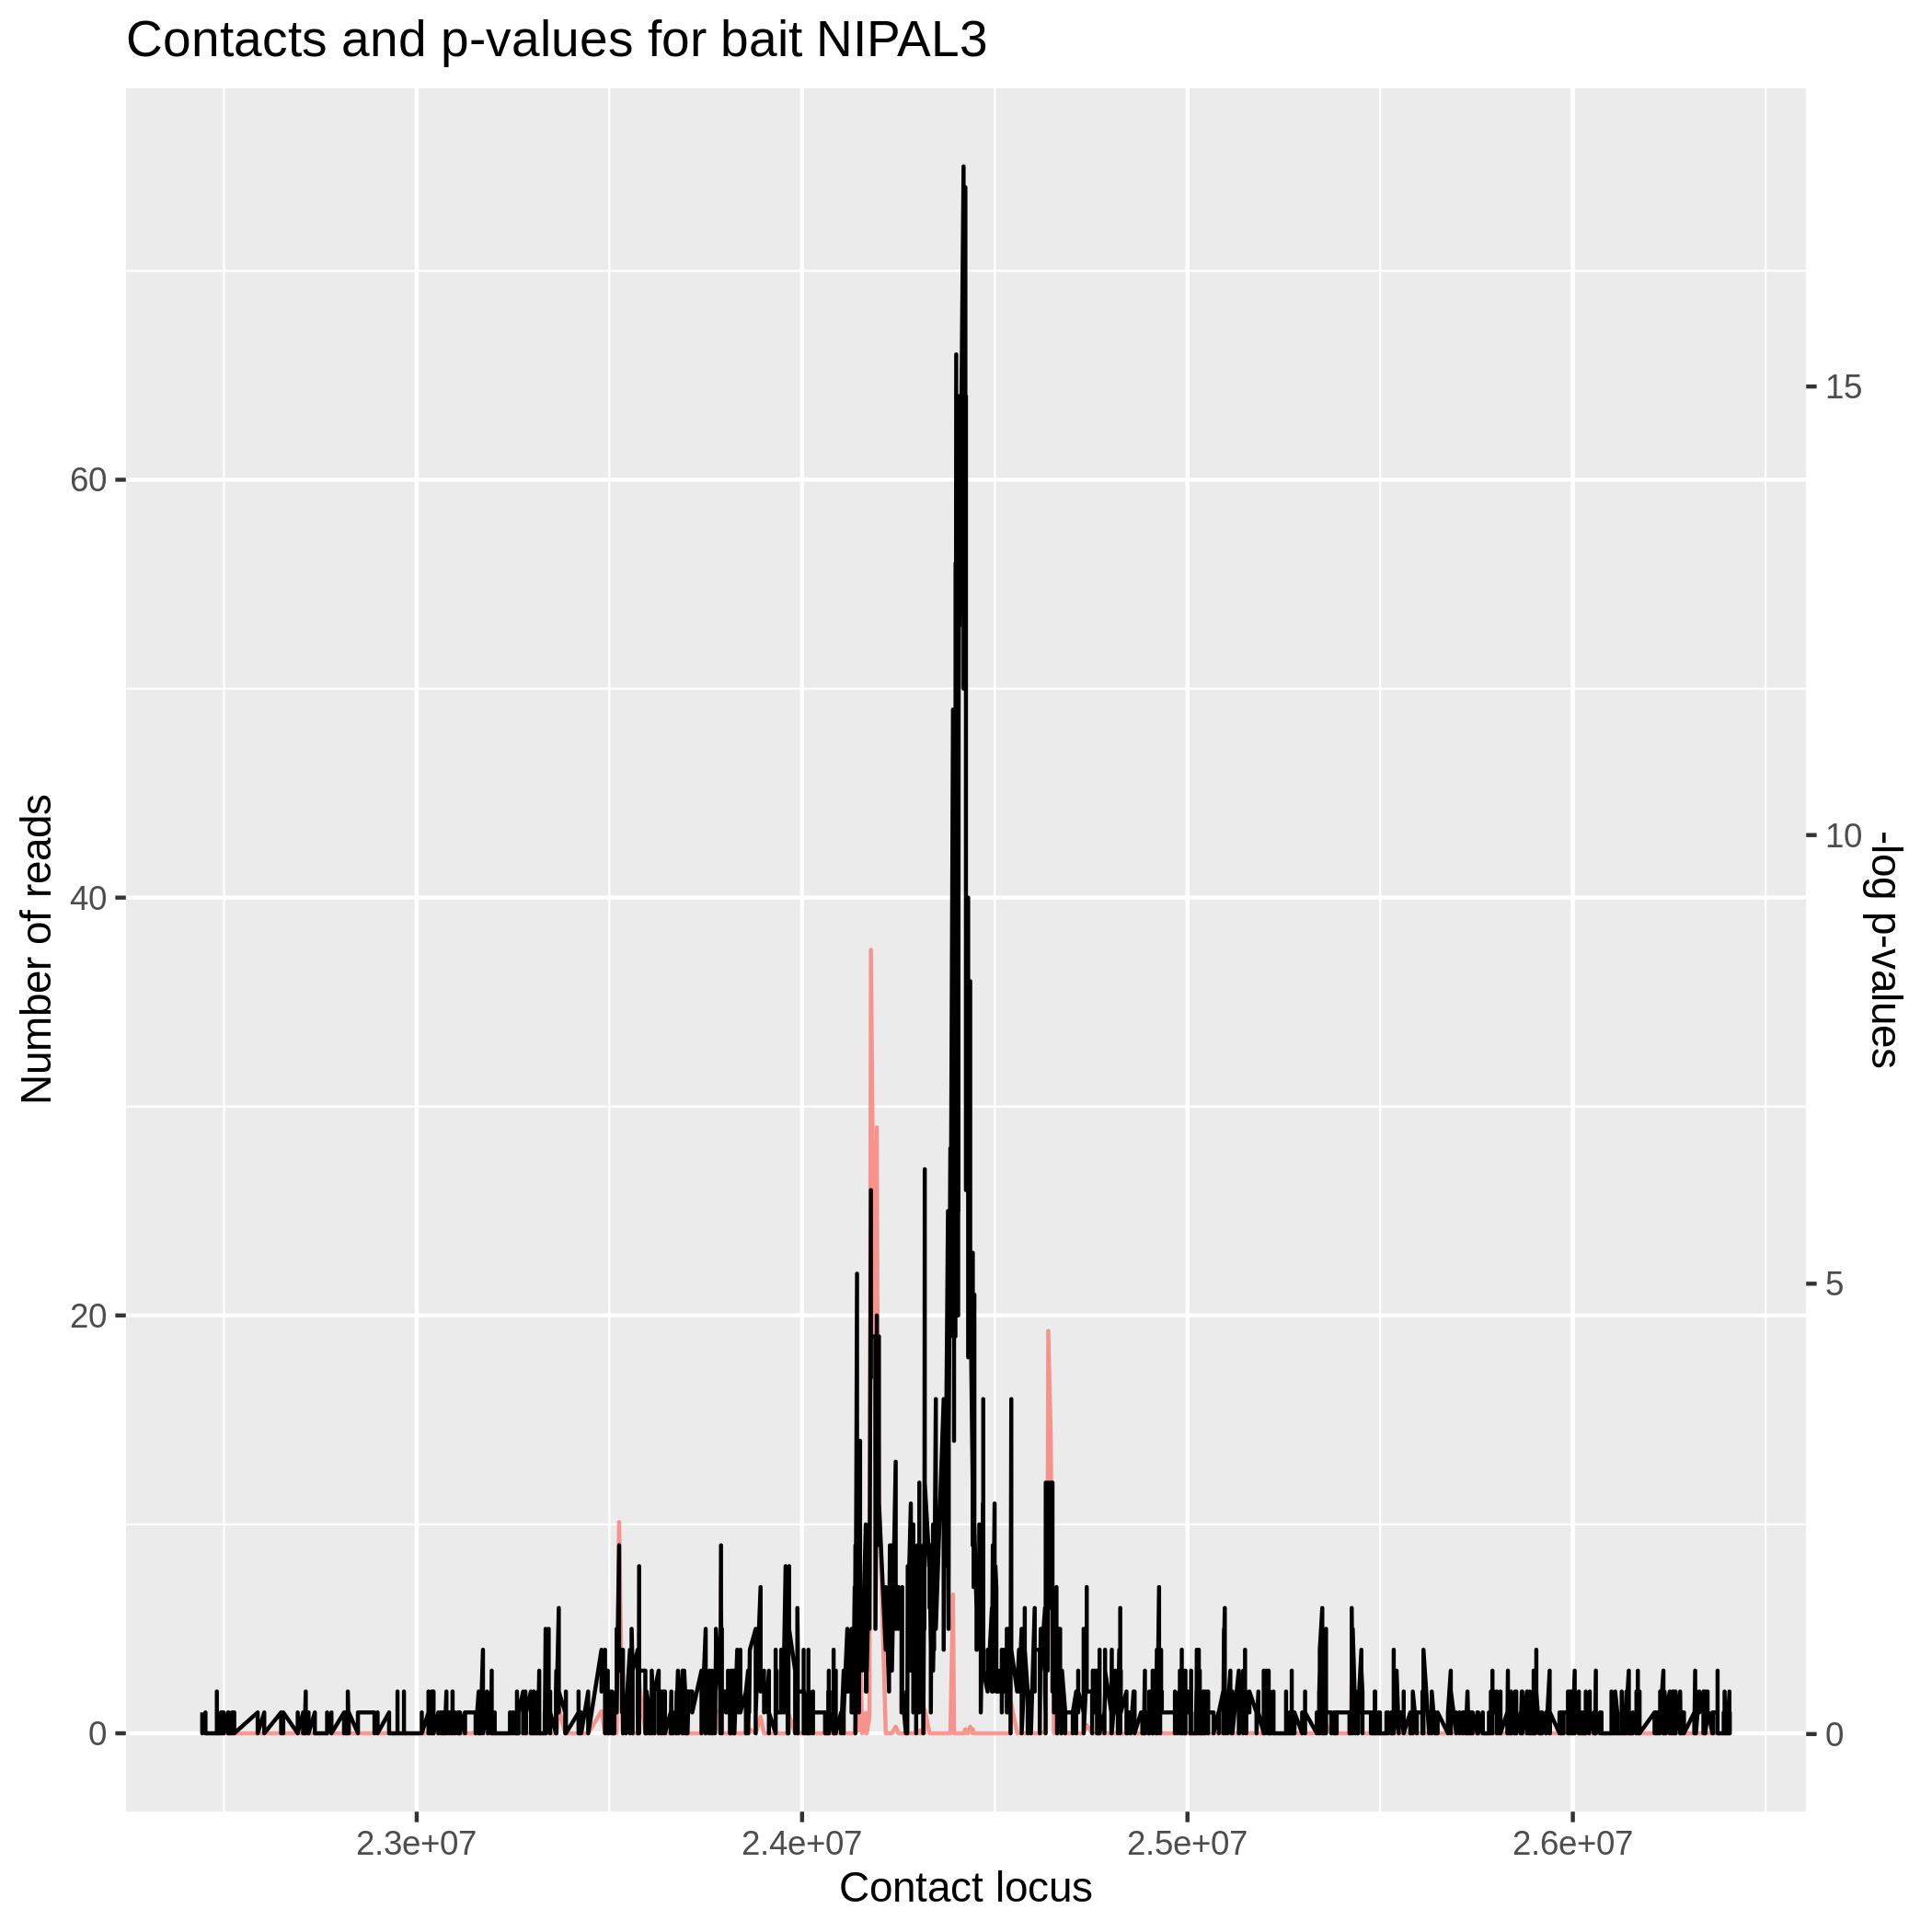 Contacts and p-values for bait NIPAL3
Number of reads
60
40
20
0
15
10
5
0
-log p-values
2.3e+07
2.4e+07
2.5e+07
2.6e+07
Contact locus